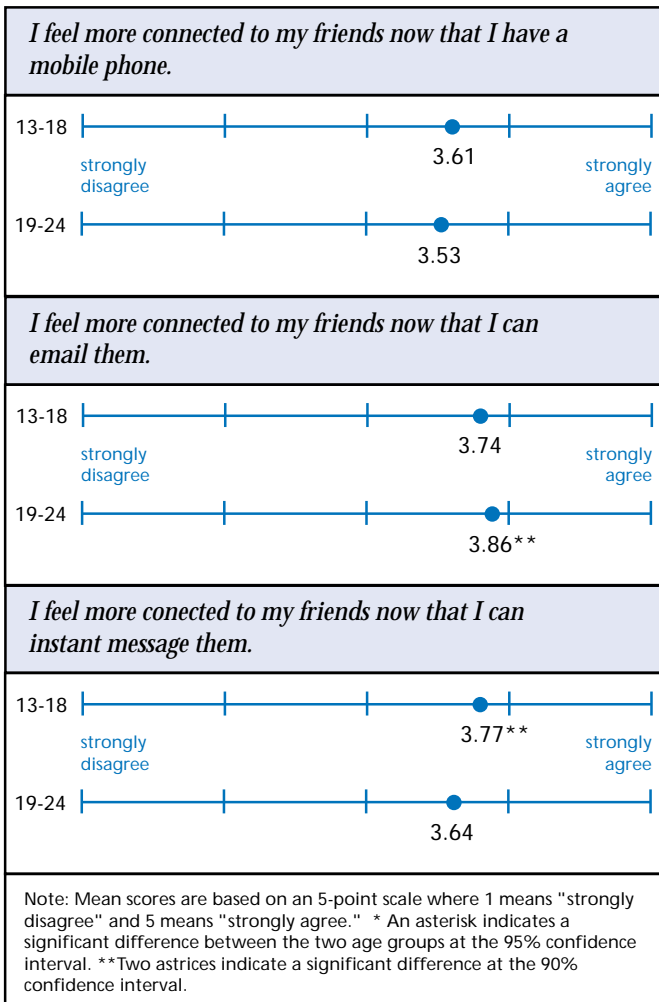 I feel more connected to my friends now that I have a
mobile phone.
13-18
3.61
strongly
disagree
strongly
agree
19-24
3.53
I feel more connected to my friends now that I can
email them.
13-18
3.74
strongly
disagree
strongly
agree
19-24
3.86**
I feel more conected to my friends now that I can
instant message them.
13-18
3.77**
strongly
disagree
strongly
agree
19-24
3.64
Note: Mean scores are based on an 5-point scale where 1 means "strongly
disagree" and 5 means "strongly agree." * An asterisk indicates a
significant difference between the two age groups at the 95% confidence
interval. **Two astrices indicate a significant difference at the 90%
confidence interval.